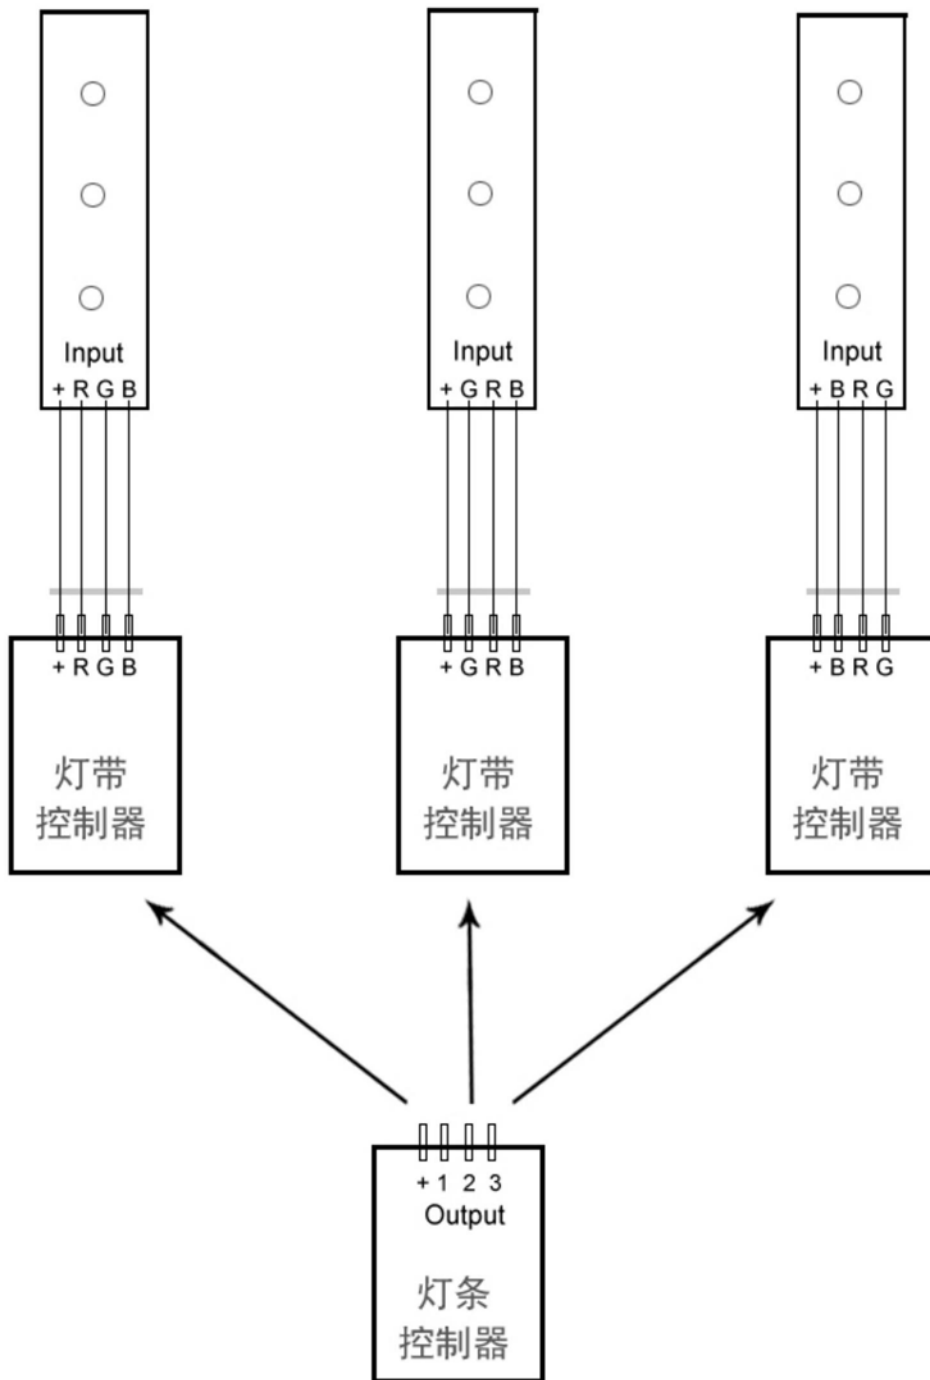 Input
+ R G B
Input
+ G R B
Input
+ B R G
+ R G B
灯带
控制器
+ G R B
灯带
控制器
+ B R G
灯带
控制器
+ 1 2 3
Output
灯条
控制器